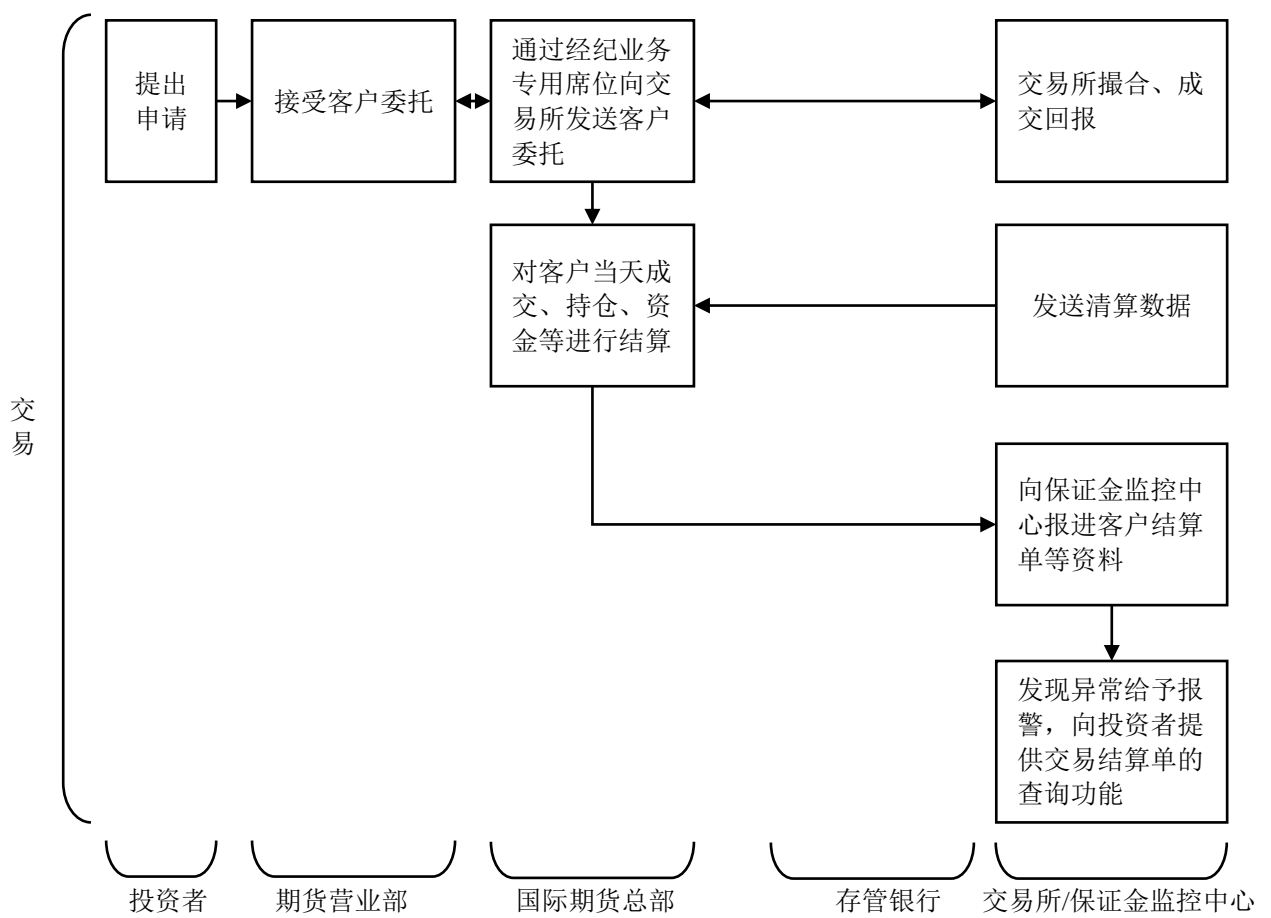 提出
申请
接受客户委托
通过经纪业务
专用席位向交
易所发送客户
委托
交易所撮合、成
交回报
对客户当天成
交、持仓、资
金等进行结算
发送清算数据
交
易
向保证金监控中
心报进客户结算
单等资料
发现异常给予报
警，向投资者提
供交易结算单的
查询功能
投资者
期货营业部
国际期货总部
存管银行
交易所/保证金监控中心